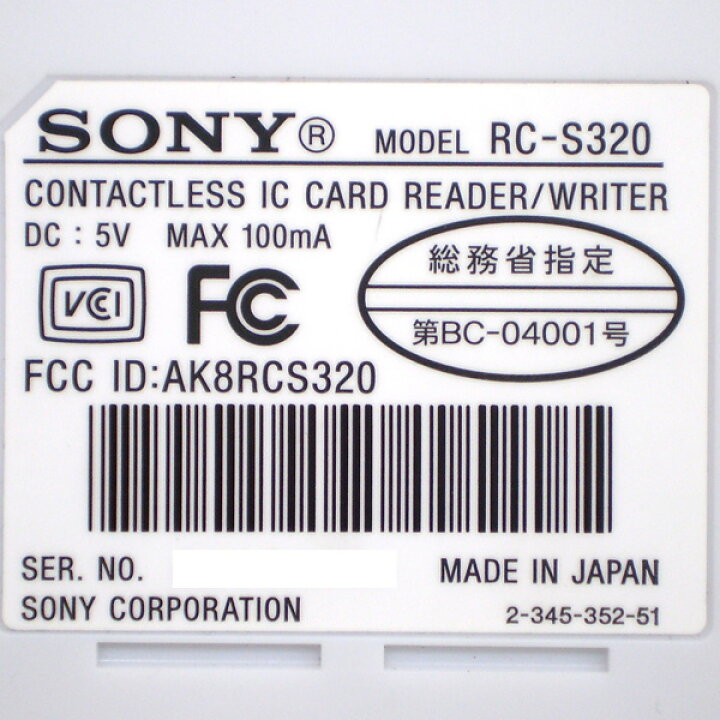 SONY® MODEL RC-S320
CONTACTLESS IC CARD READER/WRITER
DC : 5V MAX 100mA
総務省指定
第BC-04001号
VCI
FC
FCC ID:AK8RCS320
SER. NO. MADE IN JAPAN
SONY CORPORATION 2-345-352-51